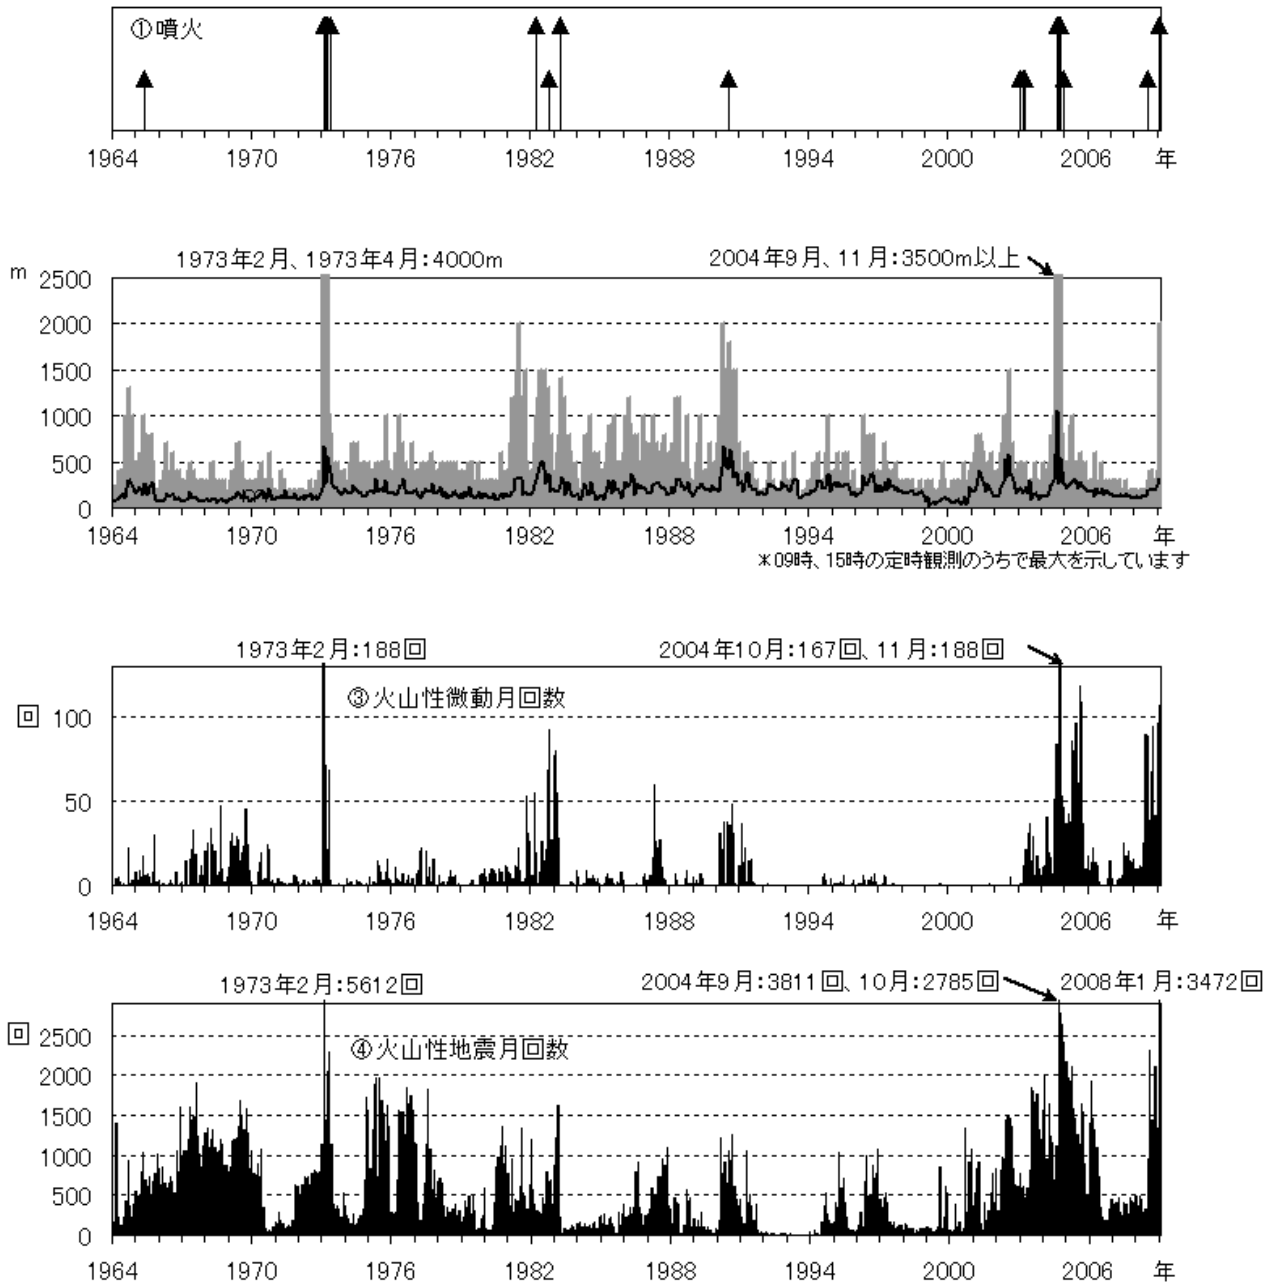 ①噴火
1964 1970 1976 1982 1988 1994 2000 2006 年
1973年2月、1973年4月:4000m 2004年9月、11月:3500m以上
m
2500
2000
1500
1000
500
0
1964 1970 1976 1982 1988 1994 2000 2006 年
*09時、15時の定時観測のうちで最大を示しています
1973年2月:188回 2004年10月:167回、11月:188回
③火山性微動月回数
回
100
50
0
1964 1970 1976 1982 1988 1994 2000 2006 年
1973年2月:5612回 2004年9月:3811回、10月:2785回 2008年1月:3472回
④火山性地震月回数
回
2500
2000
1500
1000
500
0
1964 1970 1976 1982 1988 1994 2000 2006 年